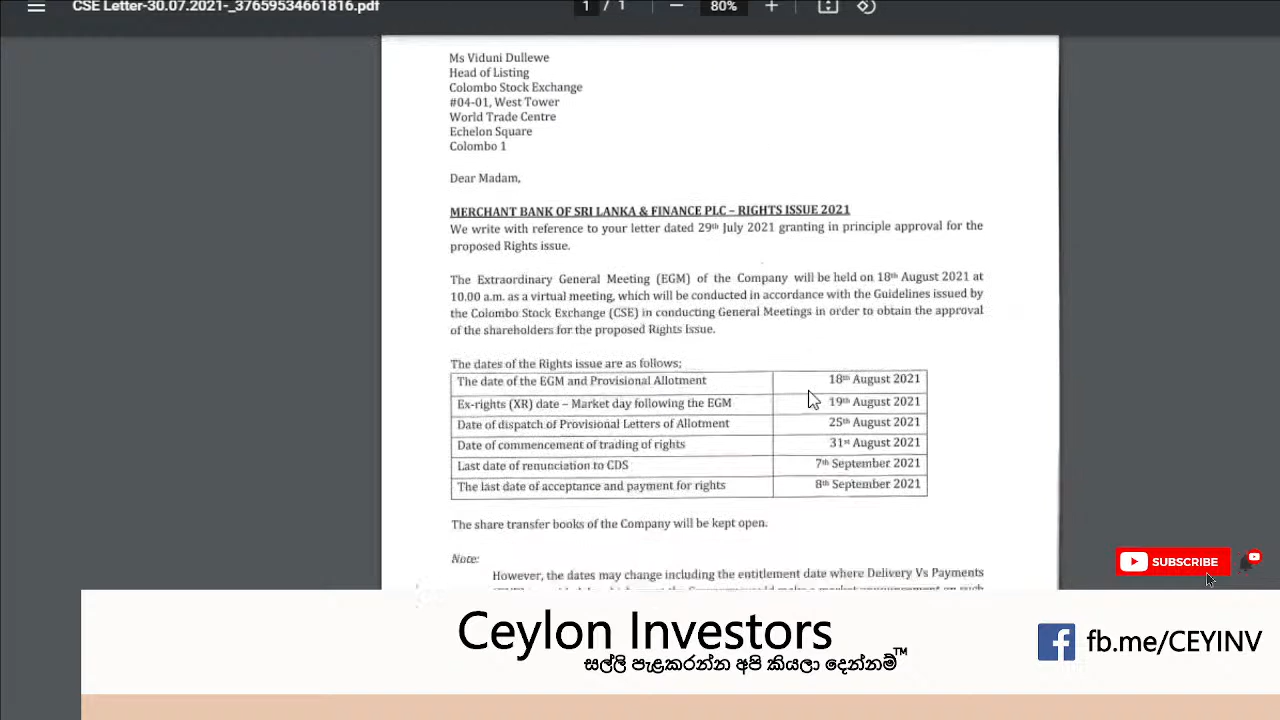 CSE Letter-30.07.2021-_37659534661816.pdf
1 / 1
80%
Ms Viduni Dullewe
Head of Listing
Colombo Stock Exchange
#04-01, West Tower
World Trade Centre
Echelon Square
Colombo 1
Dear Madam,
MERCHANT BANK OF SRI LANKA & FINANCE PLC – RIGHTS ISSUE 2021
We write with reference to your letter dated 29th July 2021 granting in principle approval for the
proposed Rights issue.
The Extraordinary General Meeting (EGM) of the Company will be held on 18th August 2021 at
10.00 a.m. as a virtual meeting, which will be conducted in accordance with the Guidelines issued by
the Colombo Stock Exchange (CSE) in conducting General Meetings in order to obtain the approval
of the shareholders for the proposed Rights Issue.
The dates of the Rights issue are as follows;
The date of the EGM and Provisional Allotment 18th August 2021
Ex-rights (XR) date – Market day following the EGM 19th August 2021
Date of dispatch of Provisional Letters of Allotment 25th August 2021
Date of commencement of trading of rights 31st August 2021
Last date of renunciation to CDS 7th September 2021
The last date of acceptance and payment for rights 8th September 2021
The share transfer books of the Company will be kept open.
Note:
However, the dates may change including the entitlement date where Delivery Vs Payments
SUBSCRIBE
Ceylon Investors
සල්ලි පැළකරන්න අපි කියලා දෙන්නම් ™
fb.me/CEYINV